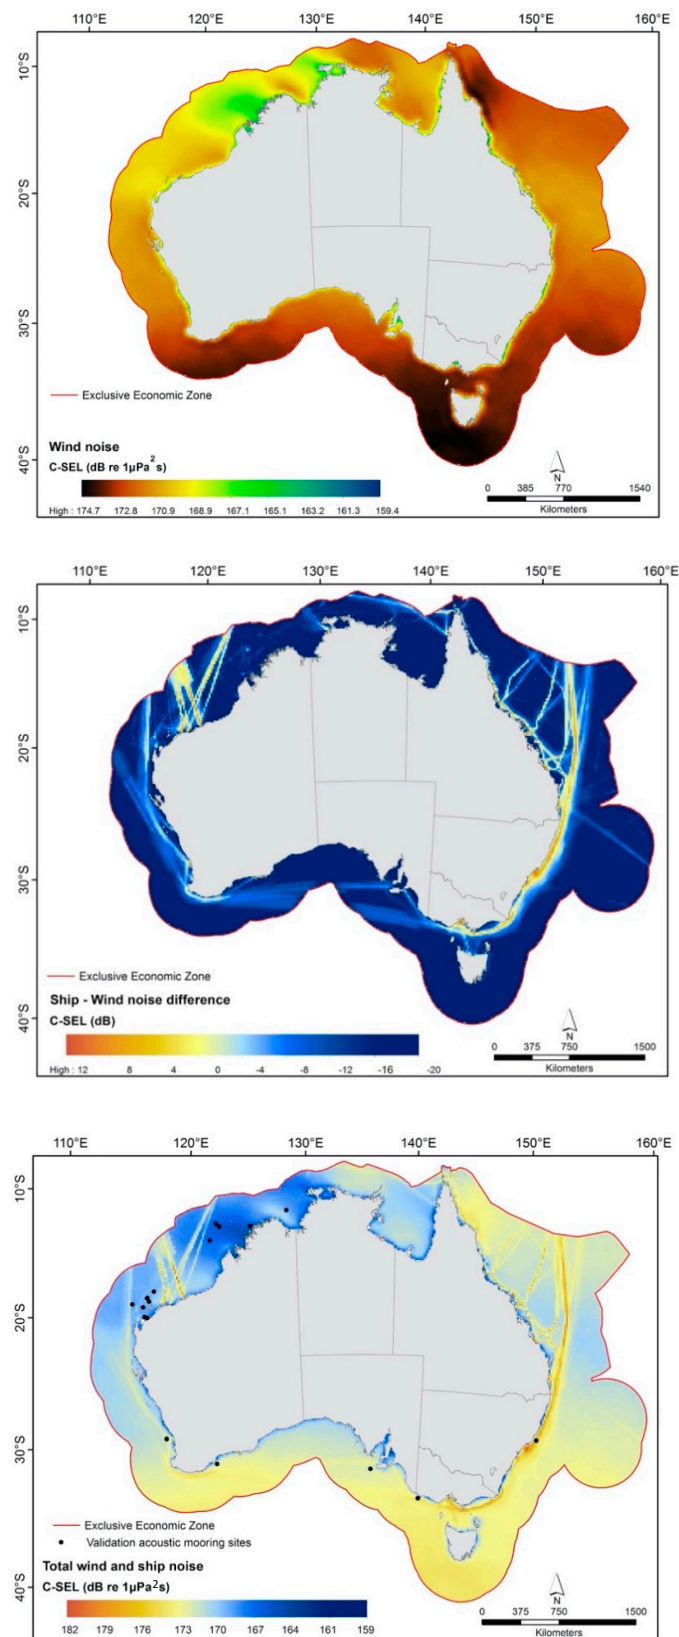 110°E 120°E 130°E 140°E 150°E 160°E
10°S
20°S
30°S
40°S
Exclusive Economic Zone
Wind noise
C-SEL (dB re 1µPa² s)
High : 174.7 172.8 170.9 168.9 167.1 165.1 163.2 161.3 159.4
N
0 385 770 1540
Kilometers
110°E 120°E 130°E 140°E 150°E 160°E
10°S
20°S
30°S
40°S
Exclusive Economic Zone
Ship - Wind noise difference
C-SEL (dB)
High : 12 8 4 0 -4 -8 -12 -16 -20
N
0 375 750 1500
Kilometers
110°E 120°E 130°E 140°E 150°E 160°E
10°S
20°S
30°S
40°S
Exclusive Economic Zone
Validation acoustic mooring sites
Total wind and ship noise
C-SEL (dB re 1µPa²s)
182 179 176 173 170 167 164 161 159
N
0 375 750 1500
Kilometers